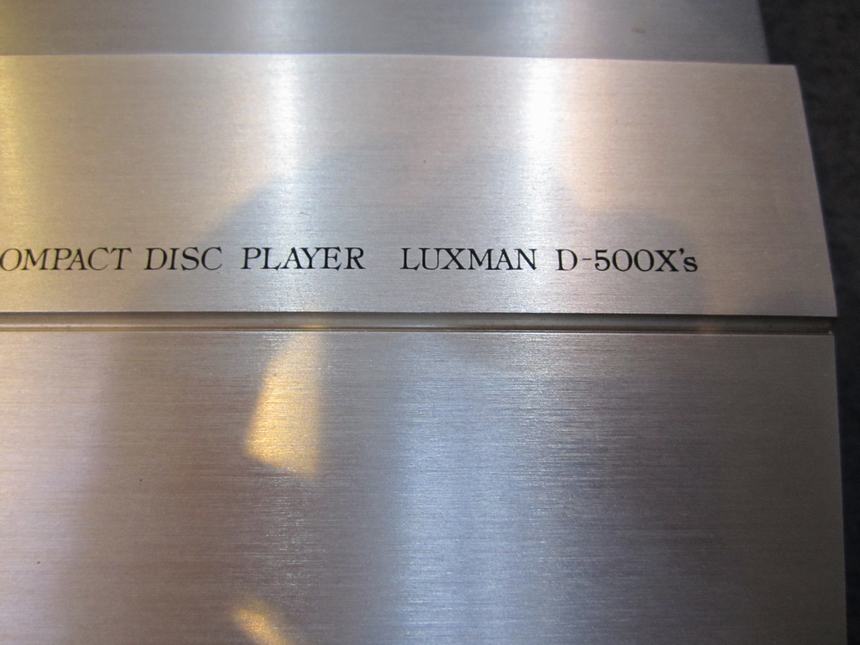 OMPACT DISC PLAYER LUXMAN D-500X's